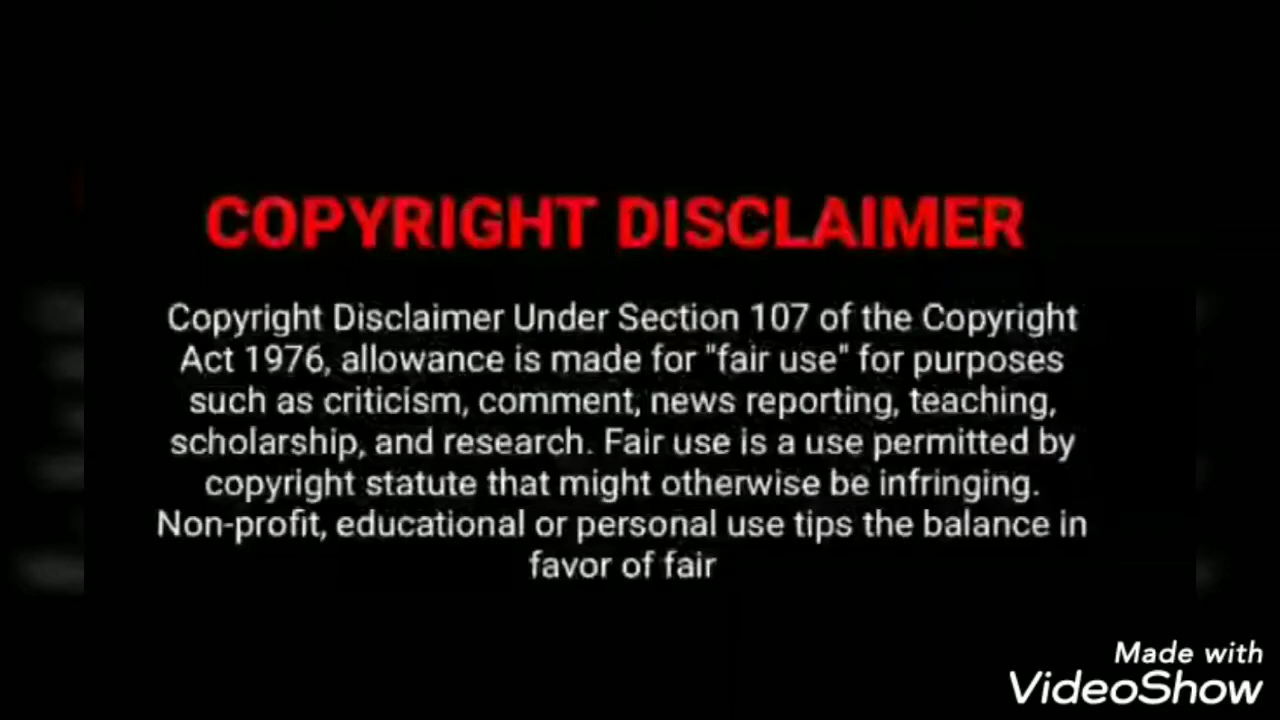 COPYRIGHT DISCLAIMER
Copyright Disclaimer Under Section 107 of the Copyright
Act 1976, allowance is made for "fair use" for purposes
such as criticism, comment, news reporting, teaching,
scholarship, and research. Fair use is a use permitted by
copyright statute that might otherwise be infringing.
Non-profit, educational or personal use tips the balance in
favor of fair
Made with
VideoShow